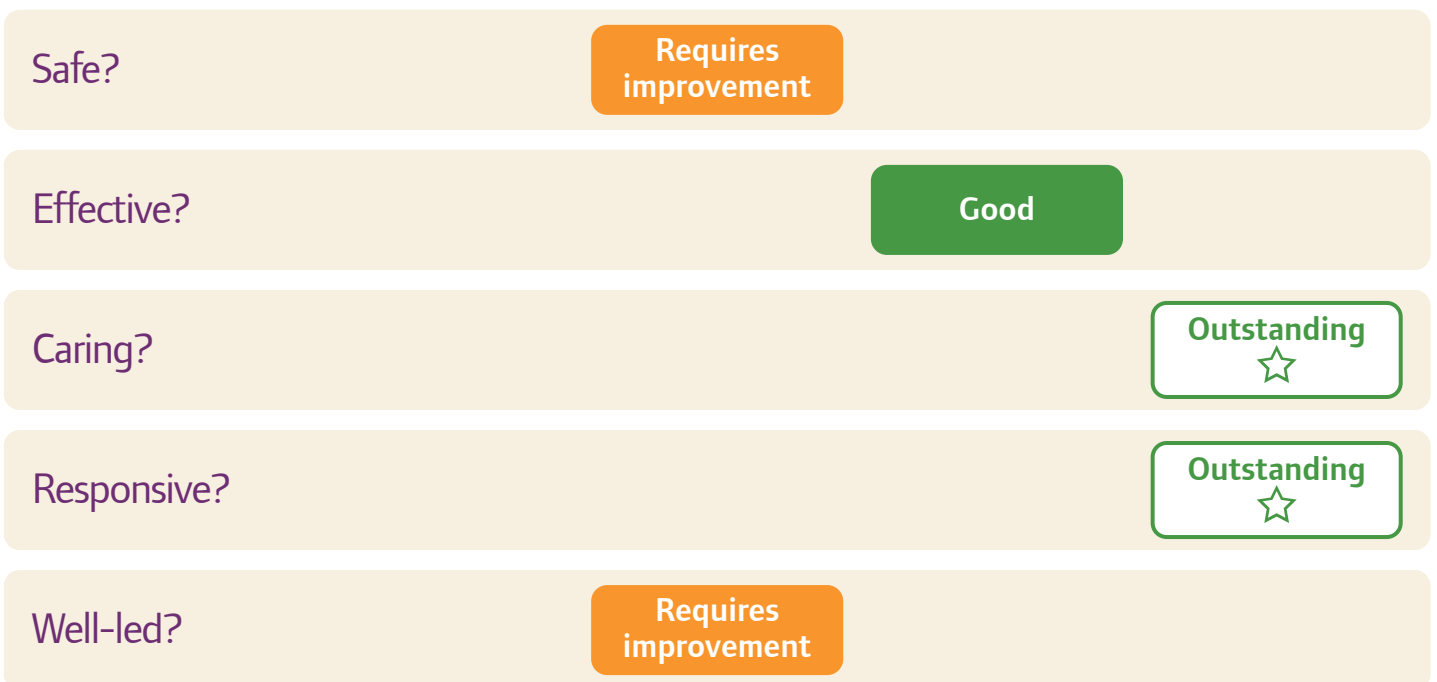 Safe?
Requires
improvement
Effective?
Good
Caring?
Outstanding
Responsive?
Outstanding
Well-led?
Requires
improvement